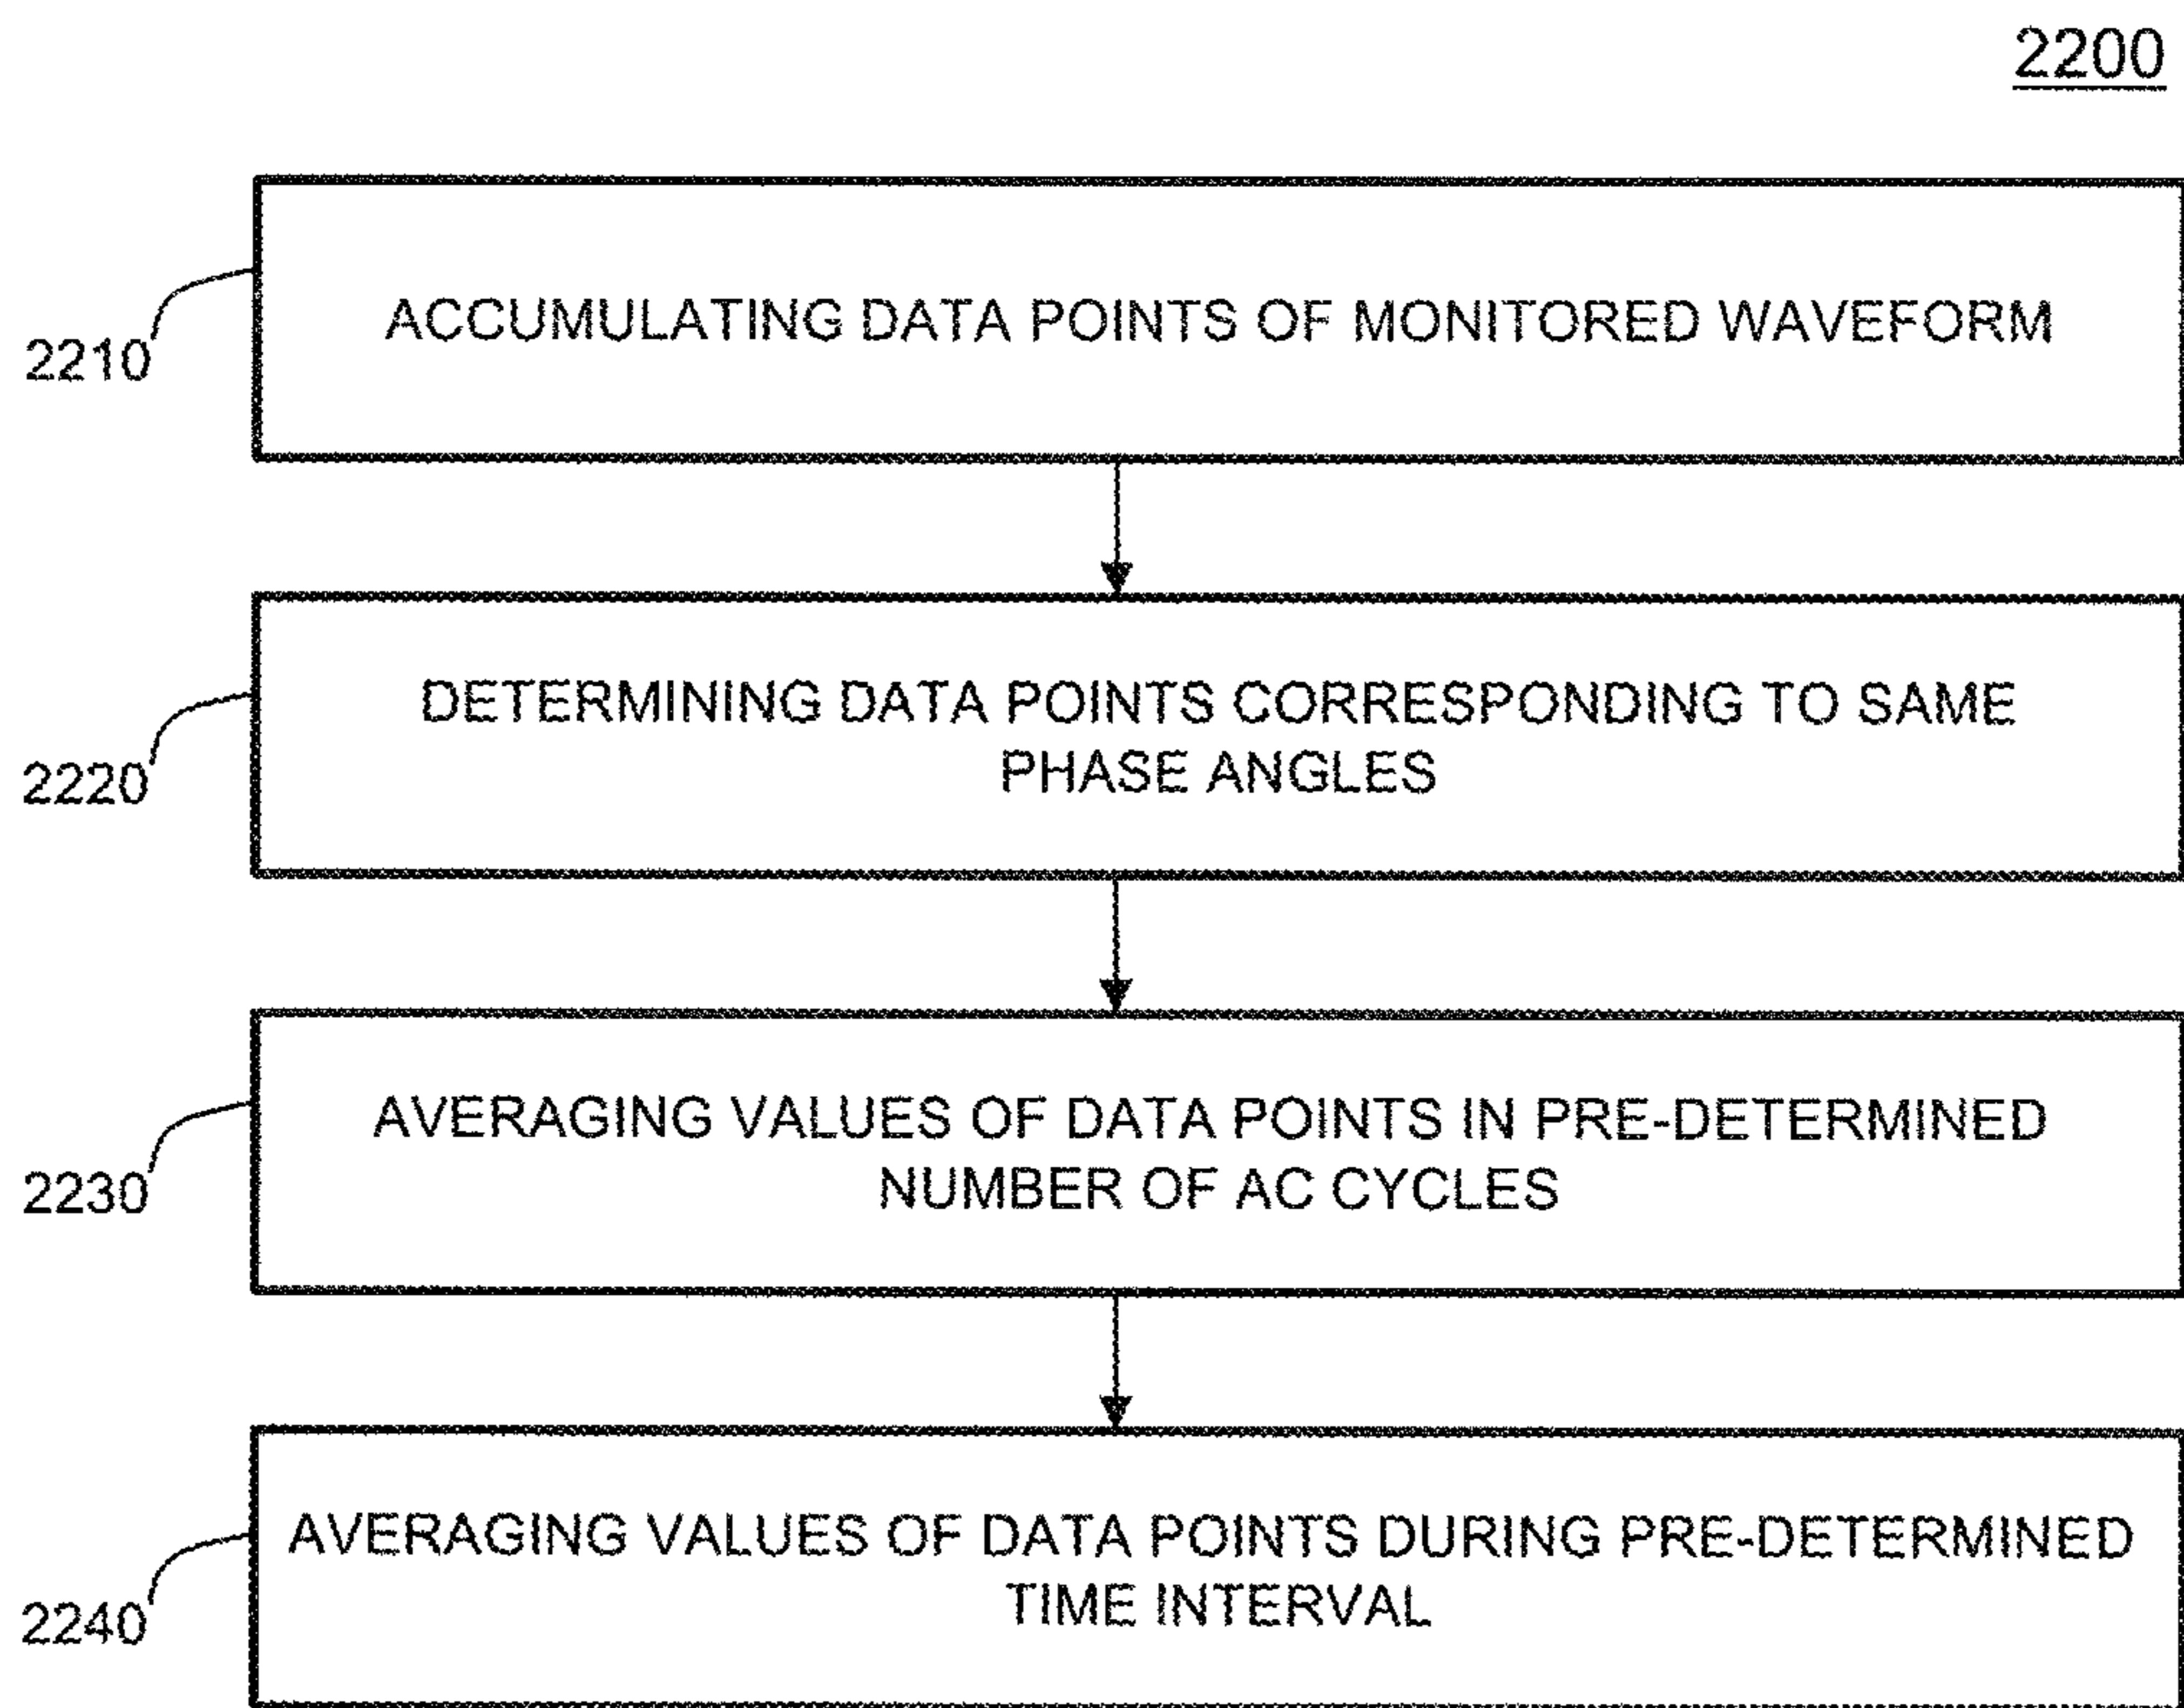 2200
ACCUMULATING DATA POINTS OF MONITORED WAVEFORM
2210
DETERMINING DATA POINTS CORRESPONDING TO SAME
PHASE ANGLES
2220
AVERAGING VALUES OF DATA POINTS IN PRE-DETERMINED
NUMBER OF AC CYCLES
2230
AVERAGING VALUES OF DATA POINTS DURING PRE-DETERMINED
TIME INTERVAL
2240